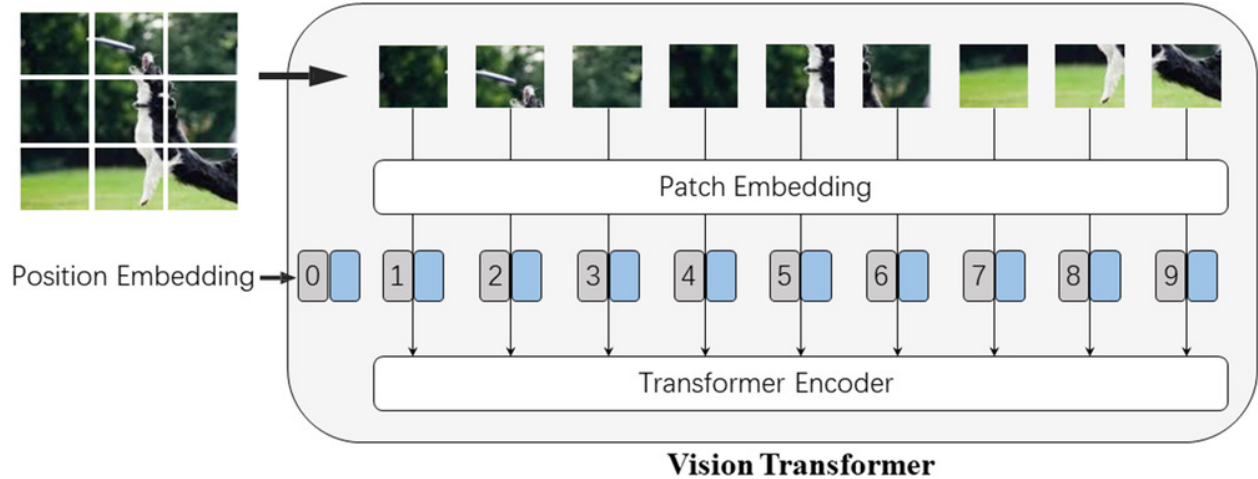 Patch Embedding
Position Embedding
0 1 2 3 4 5 6 7 8 9
Transformer Encoder
Vision Transformer